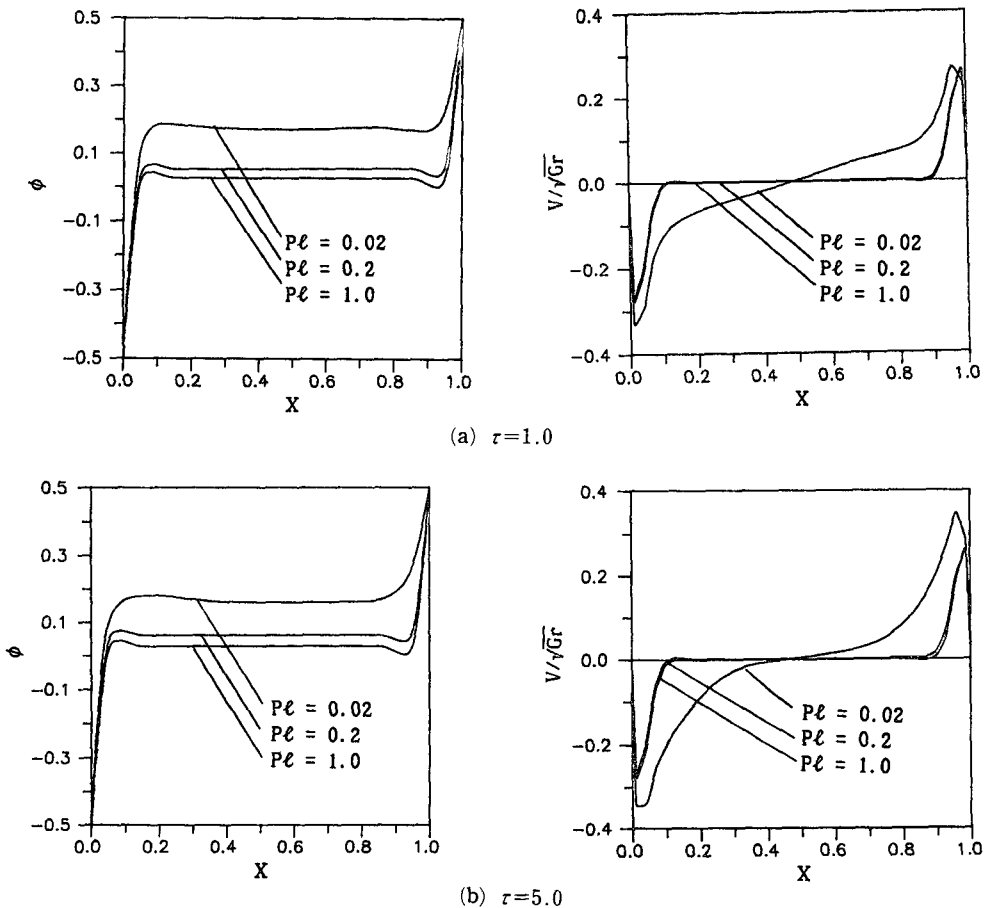 0.5
0.3
0.1
−0.1
−0.3
−0.5
ϕ
0.0 0.2 0.4 0.6 0.8 1.0
X
Pℓ = 0.02
Pℓ = 0.2
Pℓ = 1.0
0.4
0.2
0.0
−0.2
−0.4
V/√Gr
0.0 0.2 0.4 0.6 0.8 1.0
X
Pℓ = 0.02
Pℓ = 0.2
Pℓ = 1.0
(a) τ=1.0
0.5
0.3
0.1
−0.1
−0.3
−0.5
ϕ
0.0 0.2 0.4 0.6 0.8 1.0
X
Pℓ = 0.02
Pℓ = 0.2
Pℓ = 1.0
0.4
0.2
0.0
−0.2
−0.4
V/√Gr
0.0 0.2 0.4 0.6 0.8 1.0
X
Pℓ = 0.02
Pℓ = 0.2
Pℓ = 1.0
(b) τ=5.0